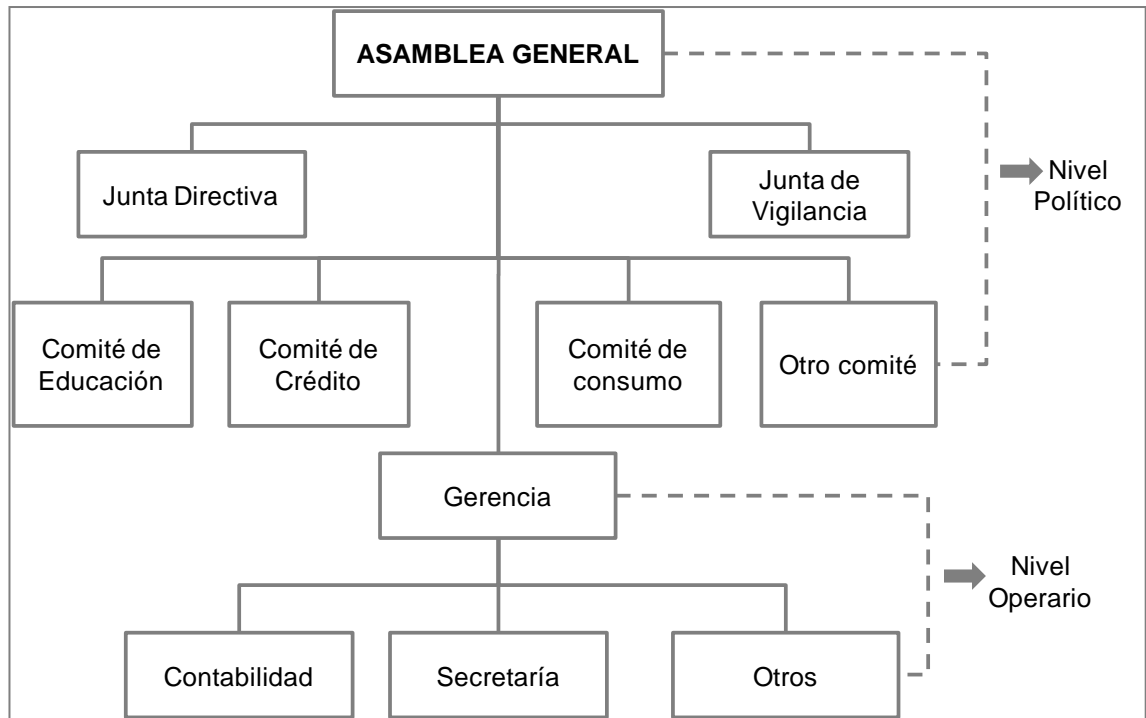 ASAMBLEA GENERAL
Junta Directiva
Junta de
Vigilancia
Nivel
Político
Comité de
Educación
Comité de
Crédito
Comité de
consumo
Otro comité
Gerencia
Nivel
Operario
Contabilidad
Secretaría
Otros